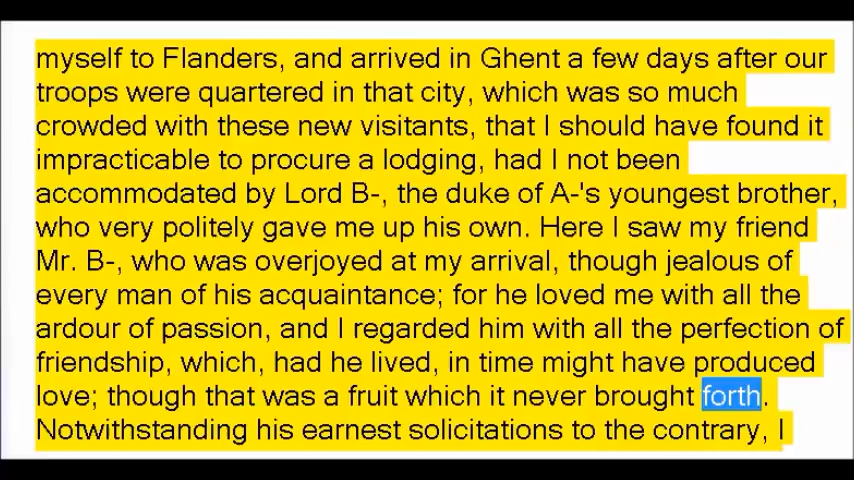 myself to Flanders, and arrived in Ghent a few days after our
troops were quartered in that city, which was so much
crowded with these new visitants, that I should have found it
impracticable to procure a lodging, had I not been
accommodated by Lord B-, the duke of A-'s youngest brother,
who very politely gave me up his own. Here I saw my friend
Mr. B-, who was overjoyed at my arrival, though jealous of
every man of his acquaintance; for he loved me with all the
ardour of passion, and I regarded him with all the perfection of
friendship, which, had he lived, in time might have produced
love; though that was a fruit which it never brought forth.
Notwithstanding his earnest solicitations to the contrary, I